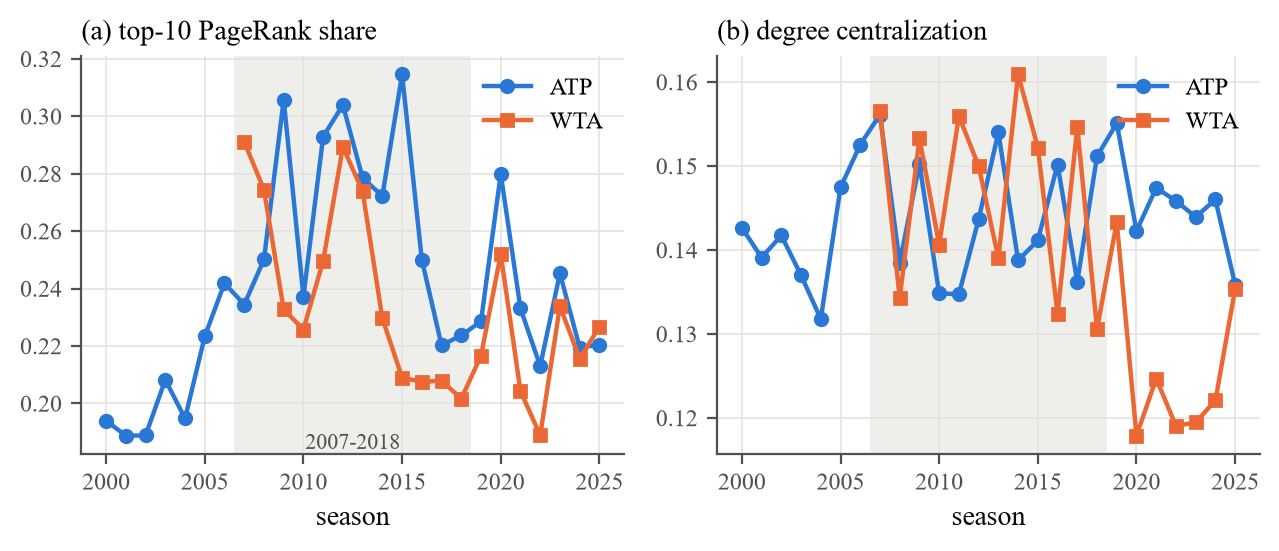 (a) top-10 PageRank share
0.32
0.30
0.28
0.26
0.24
0.22
0.20
ATP
WTA
2007-2018
2000 2005 2010 2015 2020 2025
season
(b) degree centralization
0.16
0.15
0.14
0.13
0.12
ATP
WTA
2000 2005 2010 2015 2020 2025
season